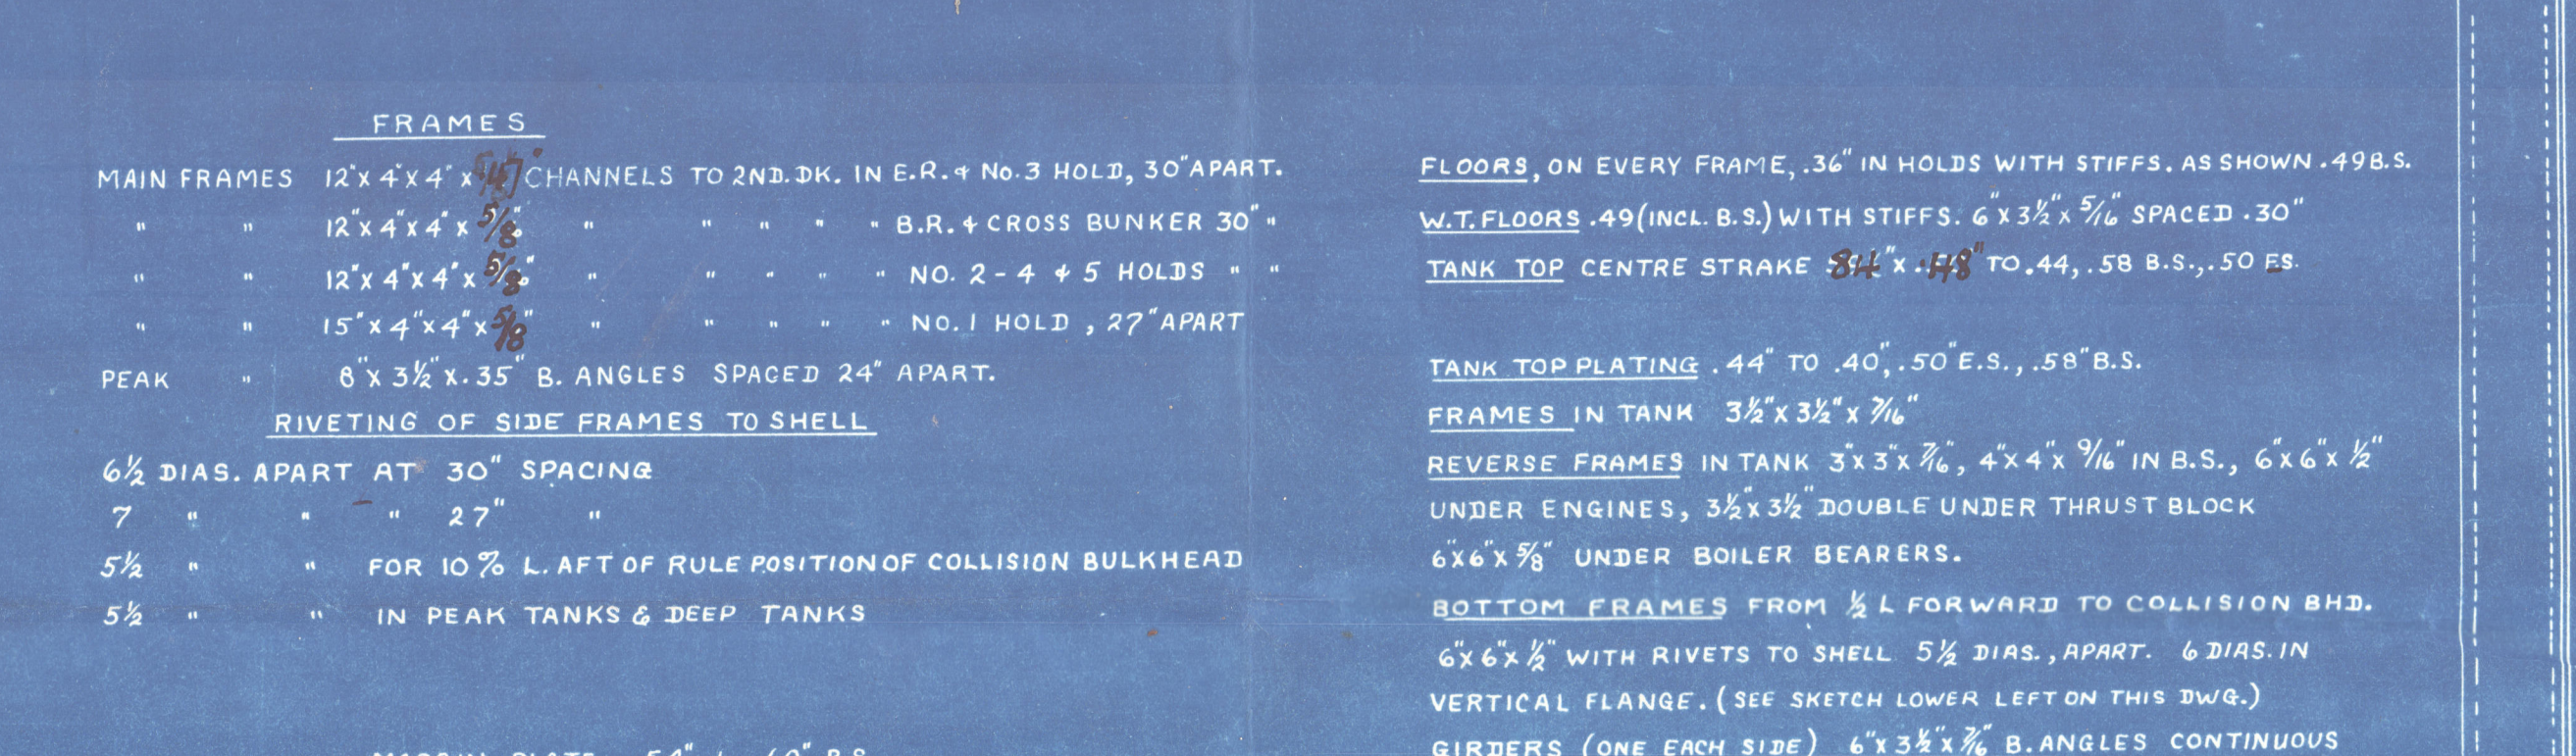 FRAMES
MAIN FRAMES 12"x 4"x 4" x CHANNELS TO 2ND. DK. IN E.R. & No. 3 HOLD, 30" APART.
" " 12"x 4"x 4" x 5/8" " " " " " B.R. & CROSS BUNKER 30" "
" " 12"x 4"x 4" x 5/8" " " " " " NO. 2 - 4 & 5 HOLDS " "
" " 15"x 4"x 4" x 5/8" " " " " " NO. 1 HOLD, 27" APART
PEAK " 8"x 3½"x .35" B. ANGLES SPACED 24" APART.
RIVETING OF SIDE FRAMES TO SHELL
6½ DIAS. APART AT 30" SPACING
7 " " " 27" "
5½ " " FOR 10% L. AFT OF RULE POSITION OF COLLISION BULKHEAD
5½ " " IN PEAK TANKS & DEEP TANKS
FLOORS, ON EVERY FRAME, .36" IN HOLDS WITH STIFFS. AS SHOWN .49 B.S.
W.T. FLOORS .49 (INCL. B.S.) WITH STIFFS. 6"x 3½"x 5/16" SPACED .30"
TANK TOP CENTRE STRAKE 84"x .48" TO .44, .58 B.S., .50 E.S.
TANK TOP PLATING .44" TO .40", .50" E.S., .58" B.S.
FRAMES IN TANK 3½"x 3½"x 7/16"
REVERSE FRAMES IN TANK 3"x 3"x 7/16", 4"x 4"x 9/16" IN B.S., 6"x 6"x ½"
UNDER ENGINES, 3½"x 3½" DOUBLE UNDER THRUST BLOCK
6"x 6"x 5/8" UNDER BOILER BEARERS.
BOTTOM FRAMES FROM ½ L FORWARD TO COLLISION BHD.
6"x 6"x ½" WITH RIVETS TO SHELL 5½ DIAS., APART. 6 DIAS. IN
VERTICAL FLANGE. (SEE SKETCH LOWER LEFT ON THIS DWG.)
GIRDERS (ONE EACH SIDE) 6"x 3½"x 7/16" B. ANGLES CONTINUOUS